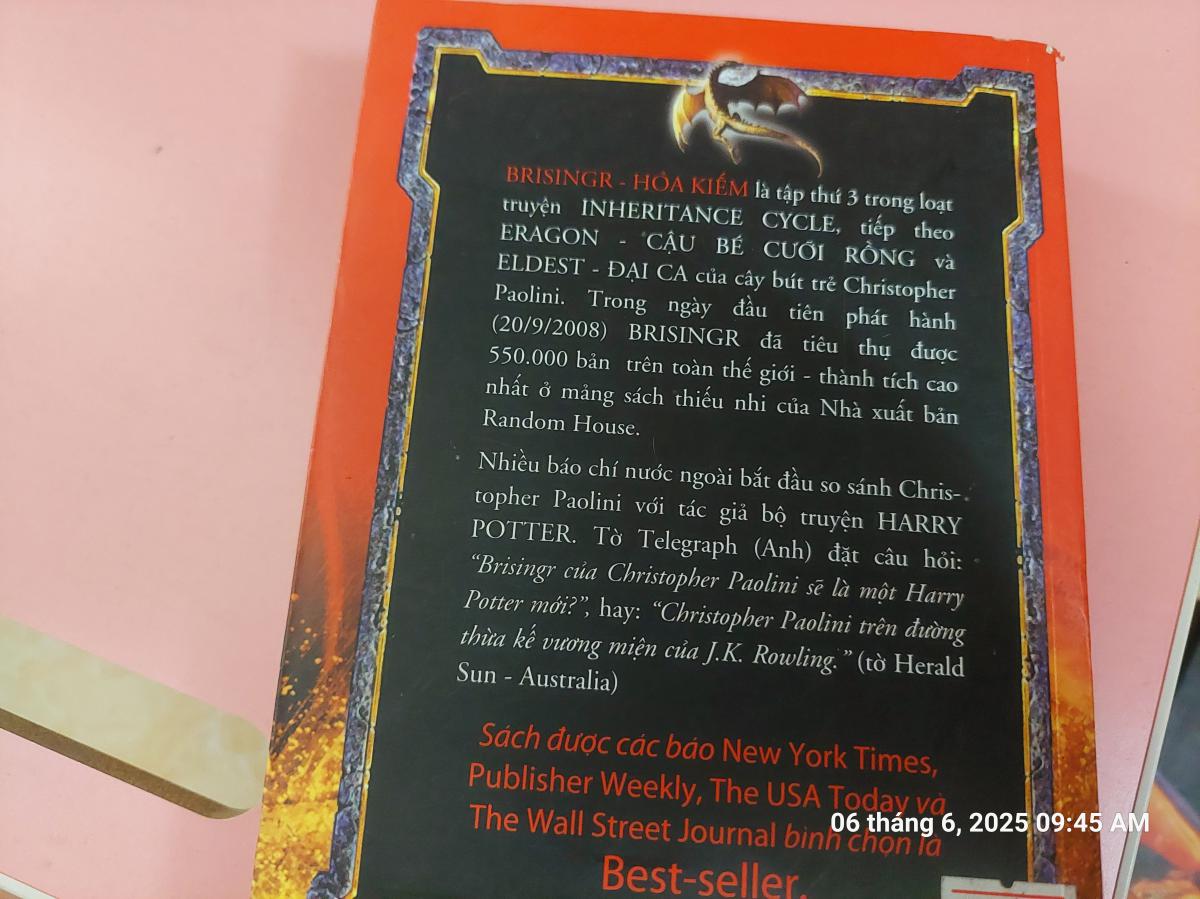 BRISINGR - HỎA KIẾM là tập thứ 3 trong loạt
truyện INHERITANCE CYCLE, tiếp theo
ERAGON - CẬU BÉ CƯỠI RỒNG và
ELDEST - ĐẠI CA của cây bút trẻ Christopher
Paolini. Trong ngày đầu tiên phát hành
(20/9/2008) BRISINGR đã tiêu thụ được
550.000 bản trên toàn thế giới - thành tích cao
nhất ở mảng sách thiếu nhi của Nhà xuất bản
Random House.
Nhiều báo chí nước ngoài bắt đầu so sánh Chris-
topher Paolini với tác giả bộ truyện HARRY
POTTER. Tờ Telegraph (Anh) đặt câu hỏi:
“Brisingr của Christopher Paolini sẽ là một Harry
Potter mới?”, hay: “Christopher Paolini trên đường
thừa kế vương miện của J.K. Rowling.” (tờ Herald
Sun - Australia)
Sách được các báo New York Times,
Publisher Weekly, The USA Today và
The Wall Street Journal bình chọn là
Best-seller.
06 tháng 6, 2025 09:45 AM